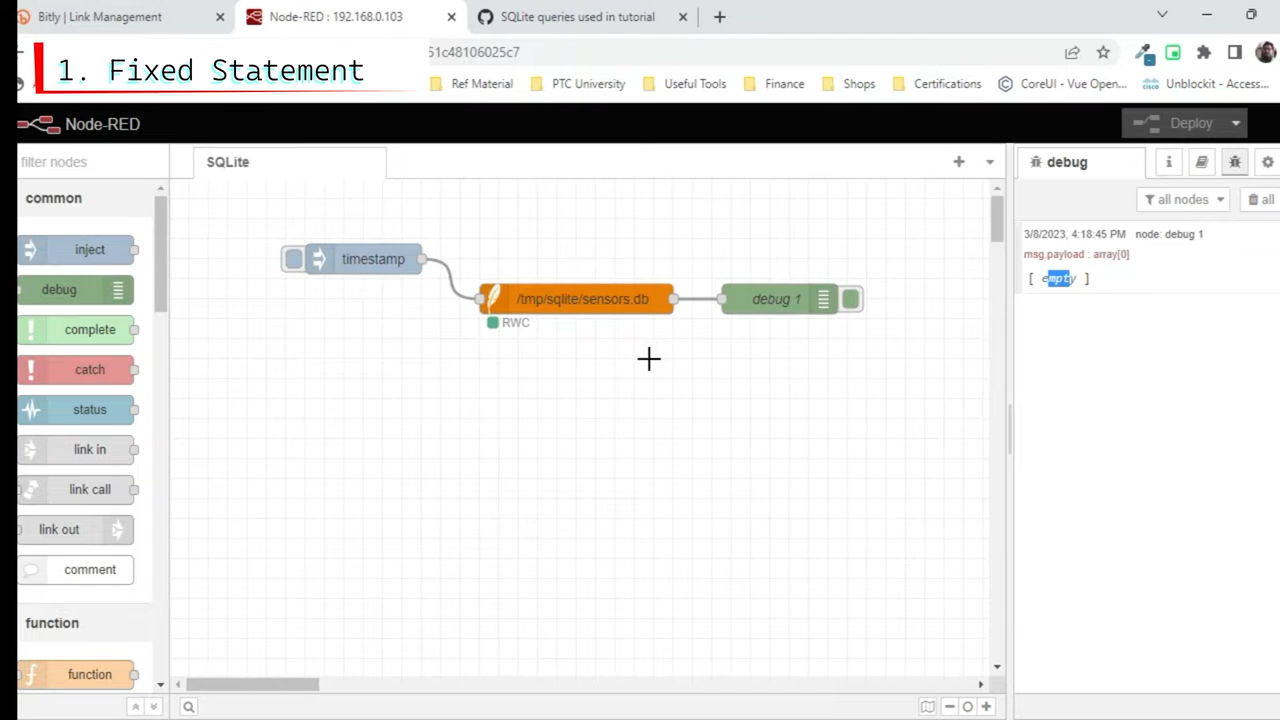 Bitly | Link Management
Node-RED : 192.168.0.103
SQLite queries used in tutorial
1. Fixed Statement
51c48106025c7
Ref Material
PTC University
Useful Tools
Finance
Shops
Certifications
CoreUI - Vue Open...
Unblockit - Access...
Node-RED
Deploy
filter nodes
SQLite
debug
common
all nodes
all
inject
debug
complete
catch
status
link in
link call
link out
comment
function
function
timestamp
/tmp/sqlite/sensors.db
RWC
debug 1
3/8/2023, 4:18:45 PM node: debug 1
msg.payload : array[0]
[ empty ]